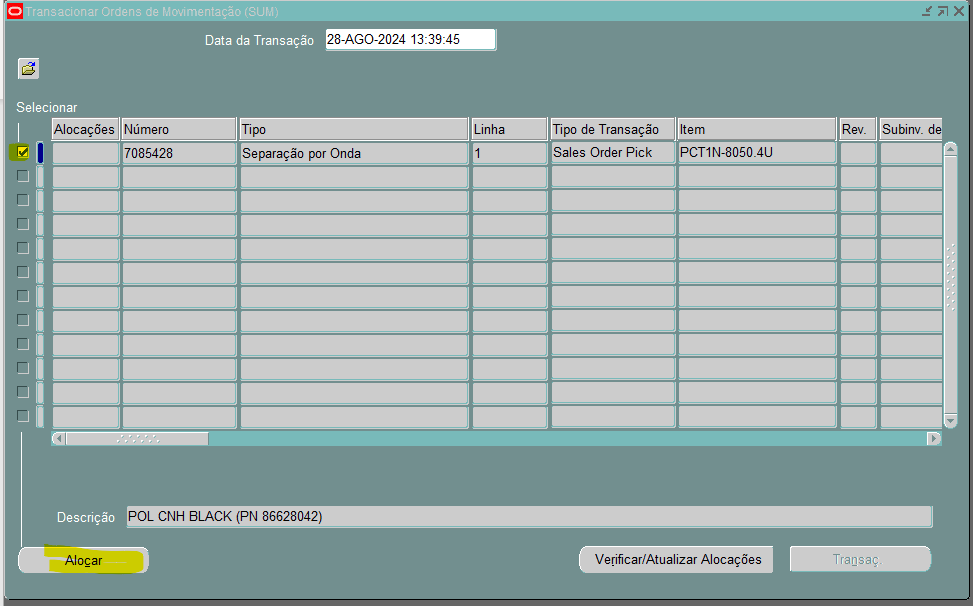 Transacionar Ordens de Movimentação (SUM)
Data da Transação 28-AGO-2024 13:39:45
Selecionar
Alocações Número Tipo Linha Tipo de Transação Item Rev. Subinv. de
7085428 Separação por Onda 1 Sales Order Pick PCT1N-8050.4U
Descrição POL CNH BLACK (PN 86628042)
Alocar Verificar/Atualizar Alocações Transaç.